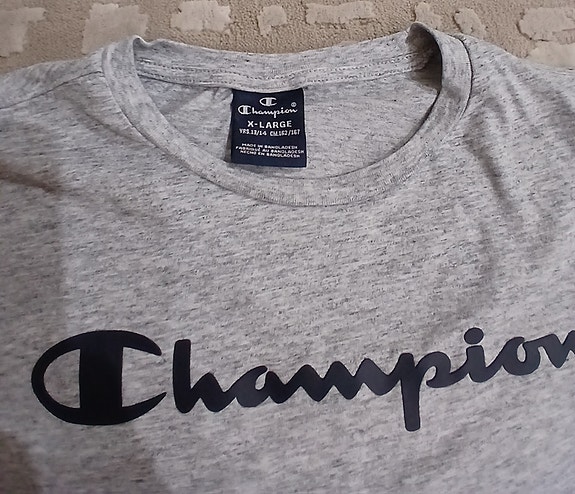 Champion®
X-LARGE
YRS.13/14 CM.162/167
MADE IN BANGLADESH
FABRIQUÉ AU BANGLADESH
HECHO EN BANGLADESH
Champion